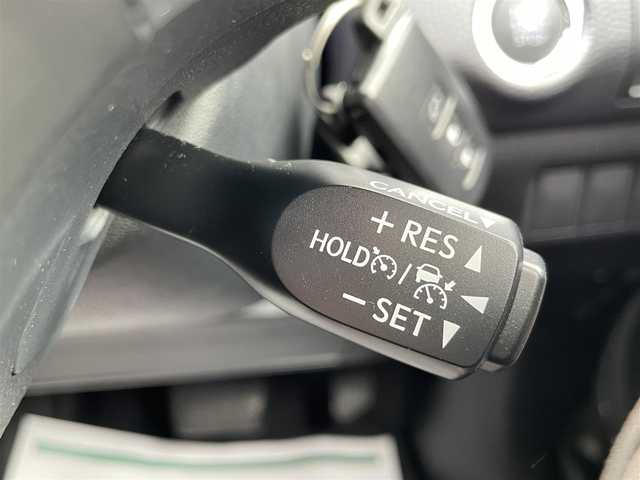 CANCEL
+ RES
HOLD /
− SET